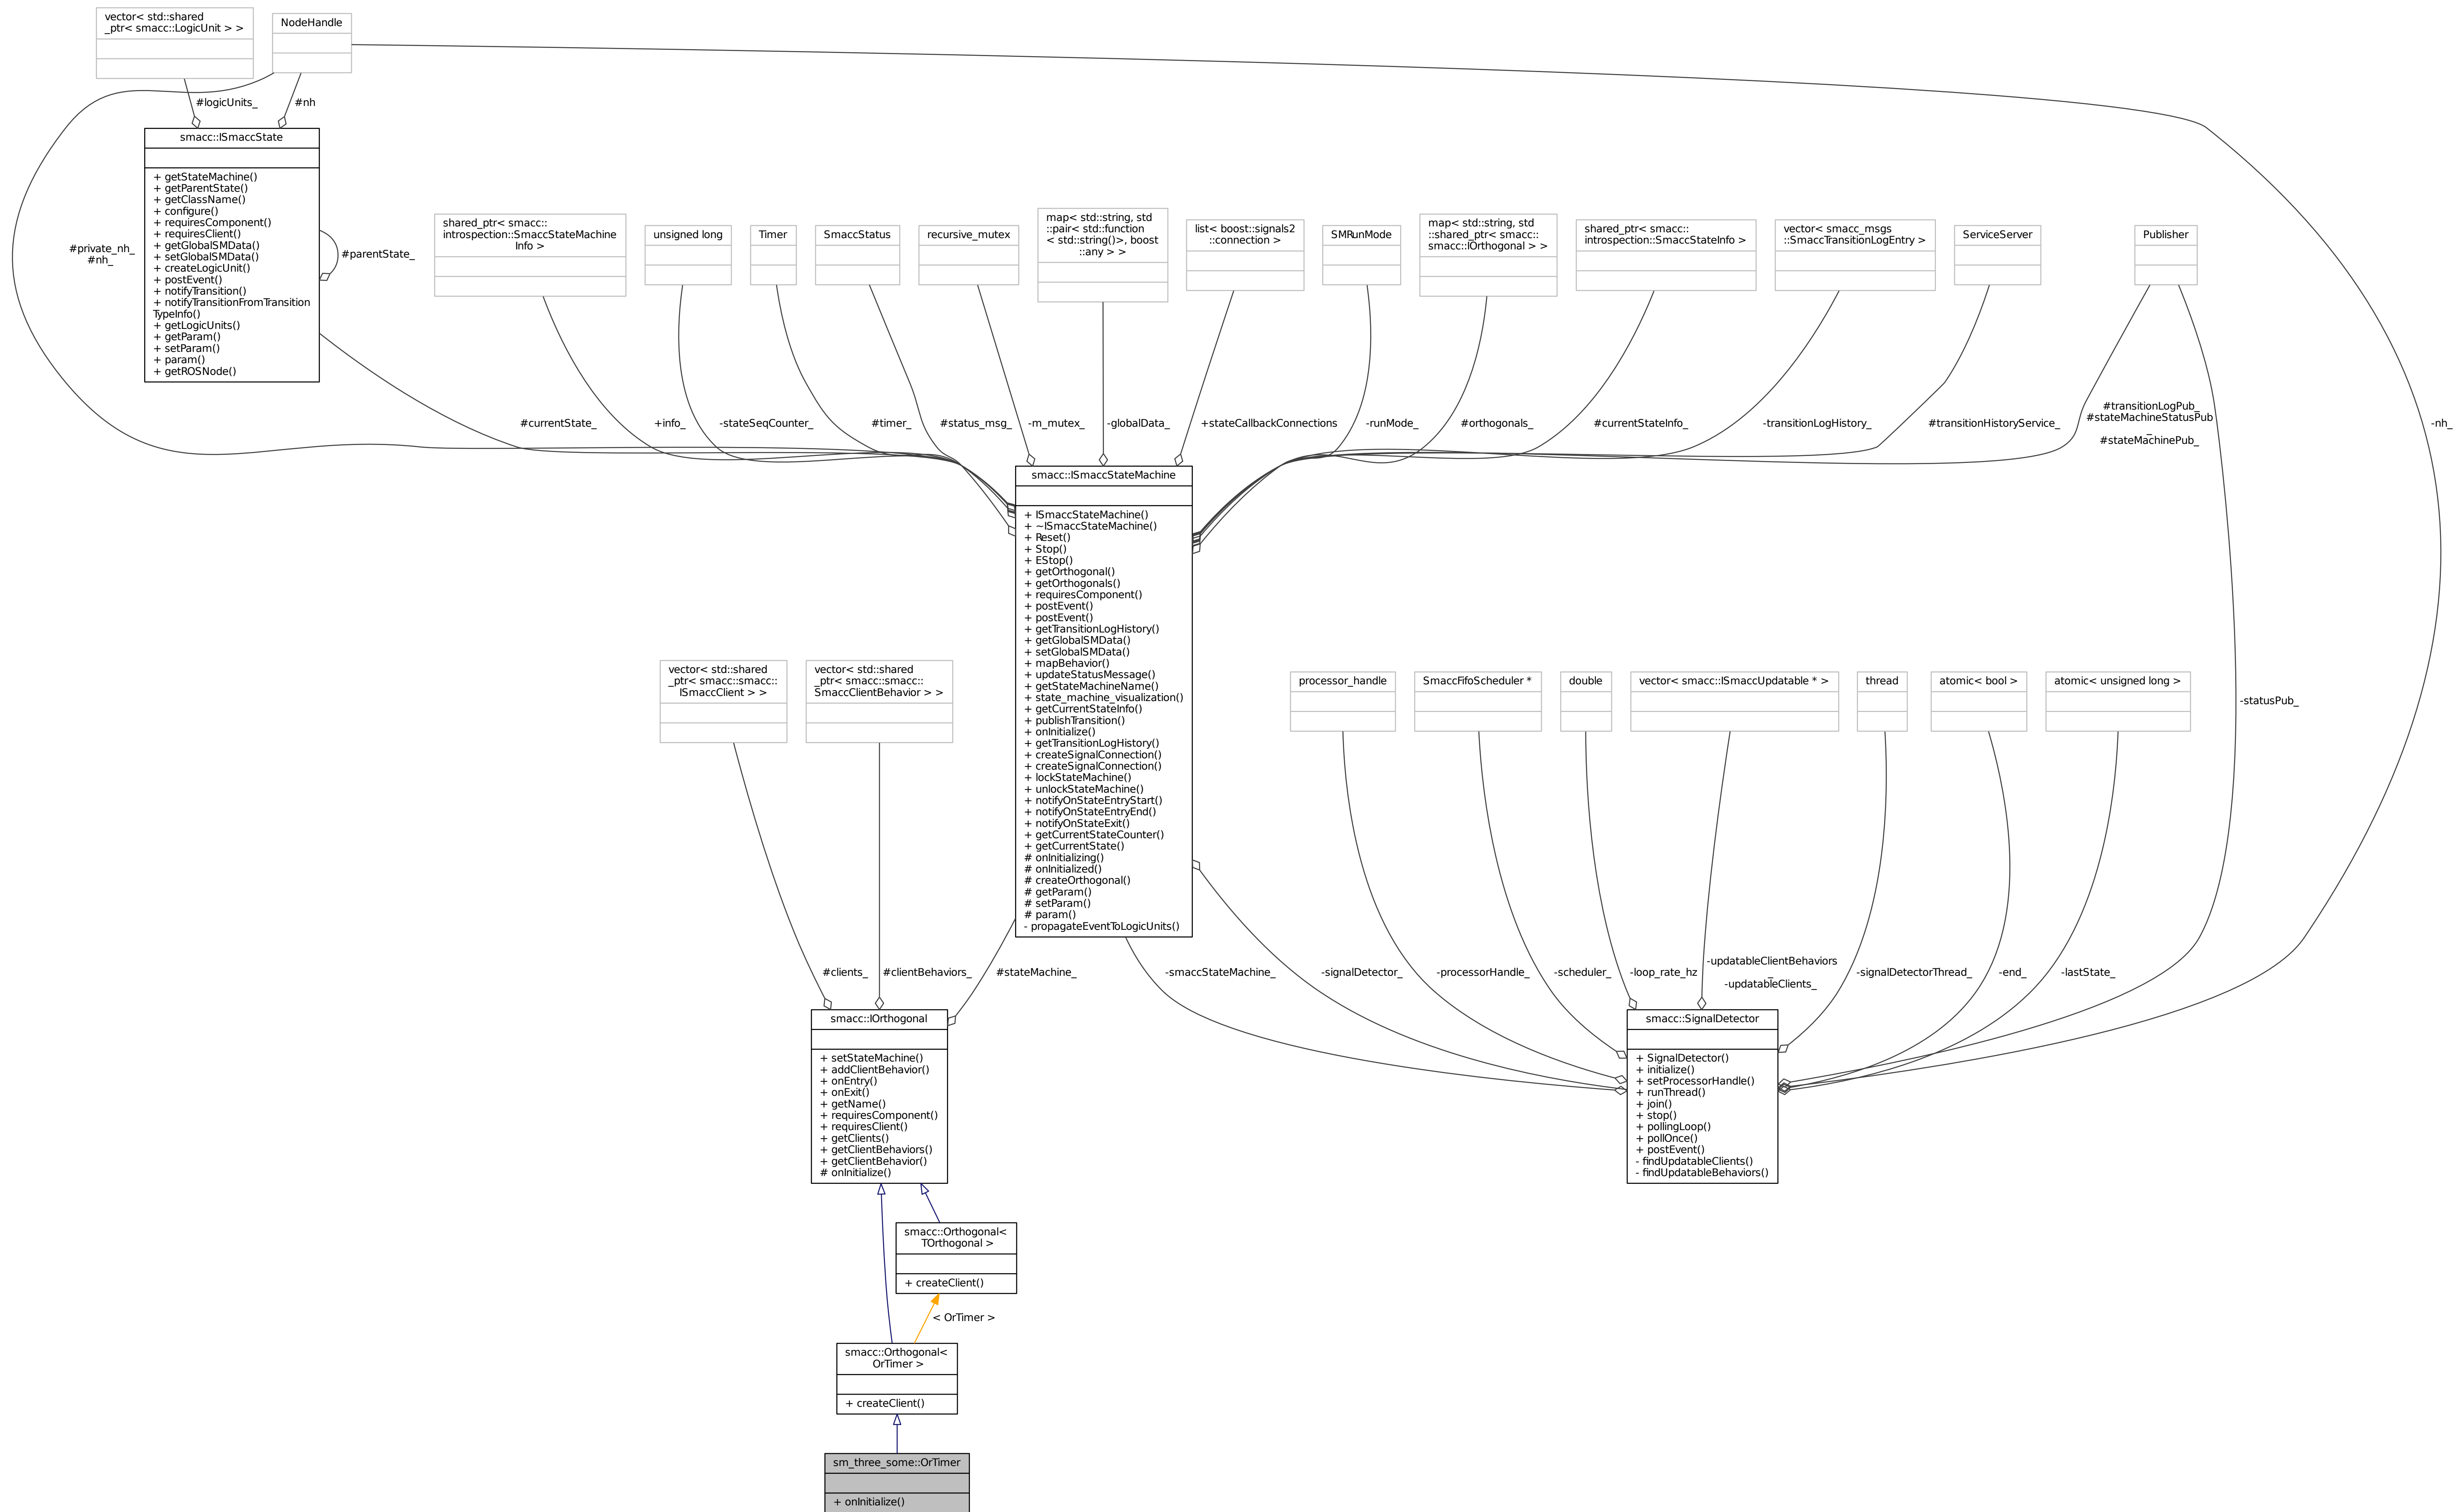 vector< std::shared
_ptr< smacc::LogicUnit > >
NodeHandle
#logicUnits_
#nh
smacc::ISmaccState
+ getStateMachine()
+ getParentState()
+ getClassName()
+ configure()
+ requiresComponent()
+ requiresClient()
+ getGlobalSMData()
+ setGlobalSMData()
+ createLogicUnit()
+ postEvent()
+ notifyTransition()
+ notifyTransitionFromTransition
TypeInfo()
+ getLogicUnits()
+ getParam()
+ setParam()
+ param()
+ getROSNode()
#private_nh_
#nh_
#parentState_
shared_ptr< smacc::
introspection::SmaccStateMachine
Info >
unsigned long
Timer
SmaccStatus
recursive_mutex
map< std::string, std
::pair< std::function
< std::string()>, boost
::any > >
list< boost::signals2
::connection >
SMRunMode
map< std::string, std
::shared_ptr< smacc::
smacc::IOrthogonal > >
shared_ptr< smacc::
introspection::SmaccStateInfo >
vector< smacc_msgs
::SmaccTransitionLogEntry >
ServiceServer
Publisher
#currentState_
+info_
-stateSeqCounter_
#timer_
#status_msg_
-m_mutex_
-globalData_
+stateCallbackConnections
-runMode_
#orthogonals_
#currentStateInfo_
-transitionLogHistory_
#transitionHistoryService_
#transitionLogPub_
#stateMachineStatusPub
_
#stateMachinePub_
-nh_
smacc::ISmaccStateMachine
+ ISmaccStateMachine()
+ ~ISmaccStateMachine()
+ Reset()
+ Stop()
+ EStop()
+ getOrthogonal()
+ getOrthogonals()
+ requiresComponent()
+ postEvent()
+ postEvent()
+ getTransitionLogHistory()
+ getGlobalSMData()
+ setGlobalSMData()
+ mapBehavior()
+ updateStatusMessage()
+ getStateMachineName()
+ state_machine_visualization()
+ getCurrentStateInfo()
+ publishTransition()
+ onInitialize()
+ getTransitionLogHistory()
+ createSignalConnection()
+ createSignalConnection()
+ lockStateMachine()
+ unlockStateMachine()
+ notifyOnStateEntryStart()
+ notifyOnStateEntryEnd()
+ notifyOnStateExit()
+ getCurrentStateCounter()
+ getCurrentState()
# onInitializing()
# onInitialized()
# createOrthogonal()
# getParam()
# setParam()
# param()
- propagateEventToLogicUnits()
vector< std::shared
_ptr< smacc::smacc::
ISmaccClient > >
vector< std::shared
_ptr< smacc::smacc::
SmaccClientBehavior > >
processor_handle
SmaccFifoScheduler *
double
vector< smacc::ISmaccUpdatable * >
thread
atomic< bool >
atomic< unsigned long >
-statusPub_
#clients_
#clientBehaviors_
#stateMachine_
-smaccStateMachine_
-signalDetector_
-processorHandle_
-scheduler_
-loop_rate_hz
-updatableClientBehaviors
_
-updatableClients_
-signalDetectorThread_
-end_
-lastState_
smacc::IOrthogonal
+ setStateMachine()
+ addClientBehavior()
+ onEntry()
+ onExit()
+ getName()
+ requiresComponent()
+ requiresClient()
+ getClients()
+ getClientBehaviors()
+ getClientBehavior()
# onInitialize()
smacc::SignalDetector
+ SignalDetector()
+ initialize()
+ setProcessorHandle()
+ runThread()
+ join()
+ stop()
+ pollingLoop()
+ pollOnce()
+ postEvent()
- findUpdatableClients()
- findUpdatableBehaviors()
smacc::Orthogonal<
TOrthogonal >
+ createClient()
< OrTimer >
smacc::Orthogonal<
OrTimer >
+ createClient()
sm_three_some::OrTimer
+ onInitialize()